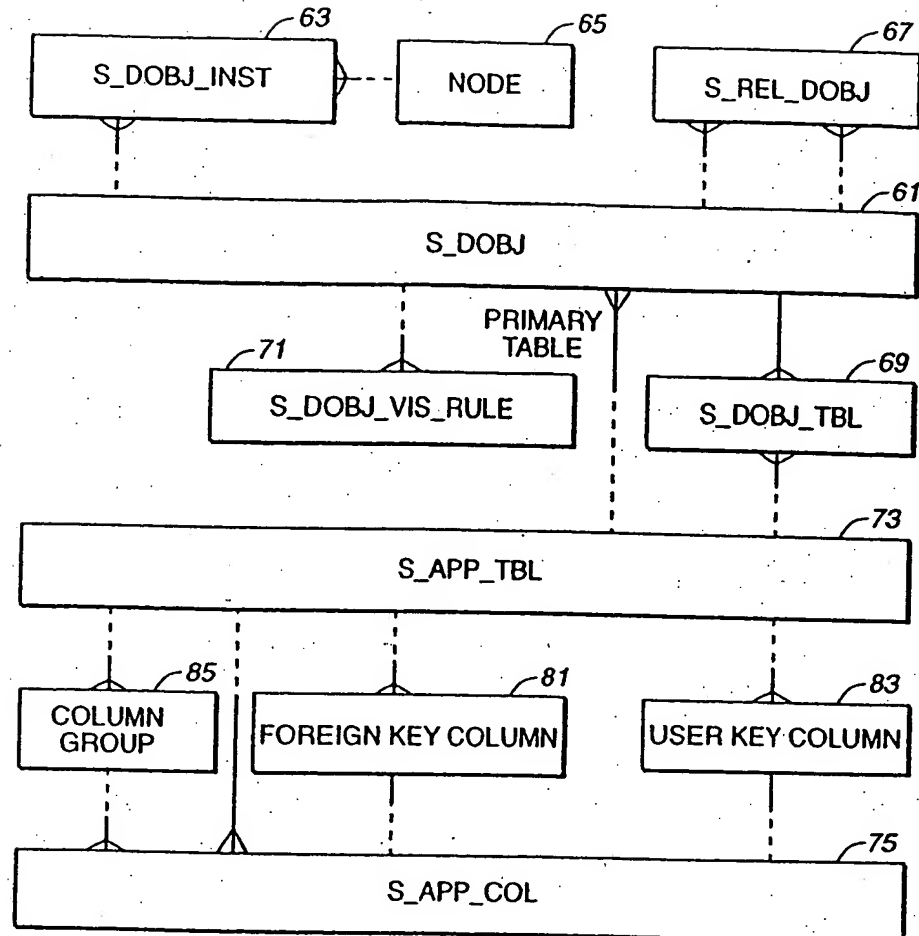 63
65
67
S_DOBJ_INST
NODE
S_REL_DOBJ
61
S_DOBJ
PRIMARY
TABLE
71
69
S_DOBJ_VIS_RULE
S_DOBJ_TBL
73
S_APP_TBL
85
81
83
COLUMN
GROUP
FOREIGN KEY COLUMN
USER KEY COLUMN
75
S_APP_COL